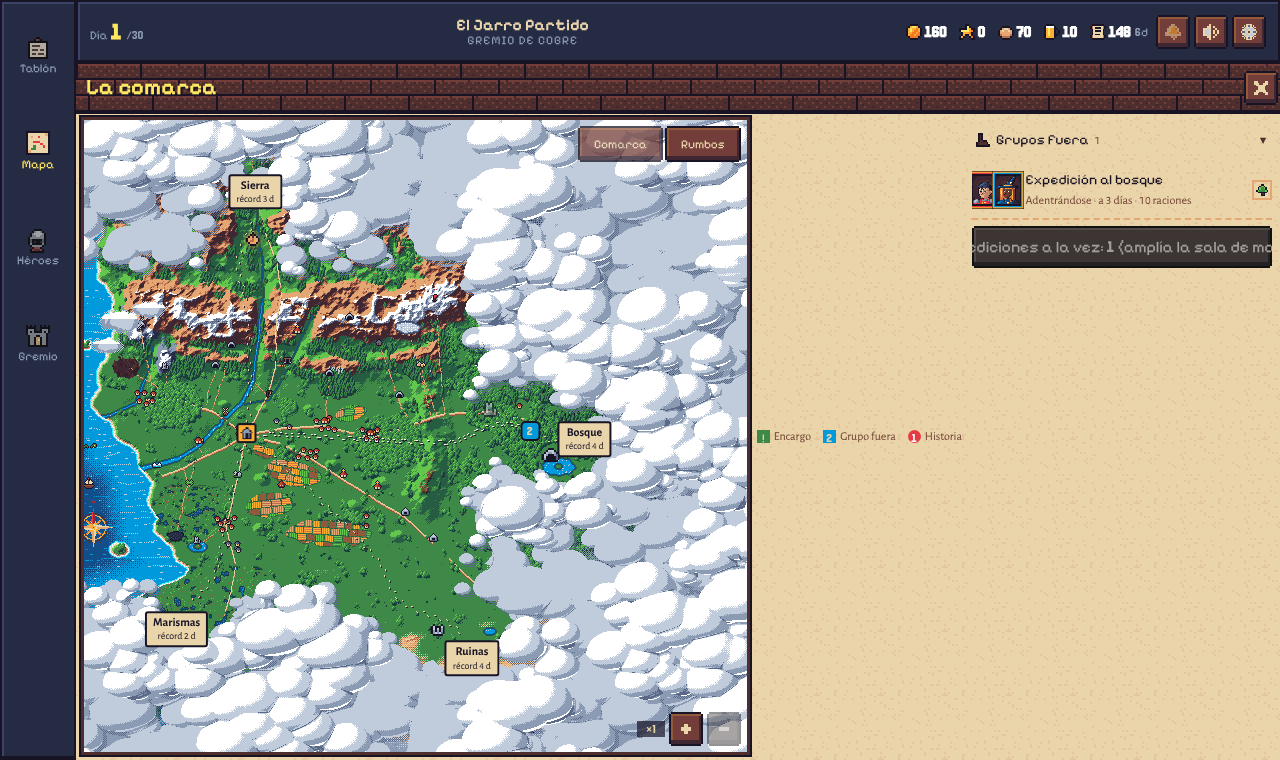 Día 1 /30
El Jarro Partido
GREMIO DE COBRE
160
0
70
10
148 6d
Tablón
Mapa
Héroes
Gremio
La comarca
Comarca
Rumbos
Sierra
récord 3 d
2
Bosque
récord 4 d
Marismas
récord 2 d
Ruinas
récord 4 d
×1
1 Encargo
2 Grupo fuera
1 Historia
Grupos fuera 1
Expedición al bosque
Adentrándose · a 3 días · 10 raciones
diciones a la vez: 1 (amplía la sala de ma